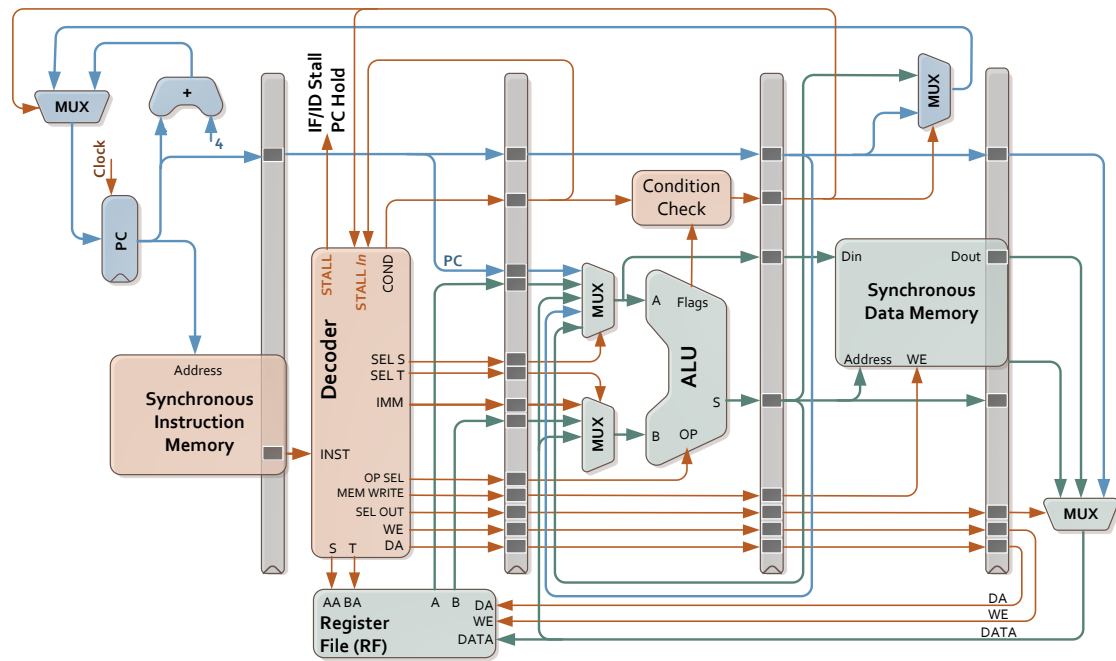 MUX
+
4
Clock
PC
IF/ID Stall
PC Hold
Address
Synchronous
Instruction
Memory
STALL
STALL In
COND
Decoder
SEL S
SEL T
IMM
INST
OP SEL
MEM WRITE
SEL OUT
WE
DA
S T
AA BA A B
DA
WE
DATA
Register
File (RF)
PC
MUX
MUX
Condition
Check
A
Flags
ALU
S
B
OP
MUX
Din
Dout
Synchronous
Data Memory
Address
WE
MUX
DA
WE
DATA